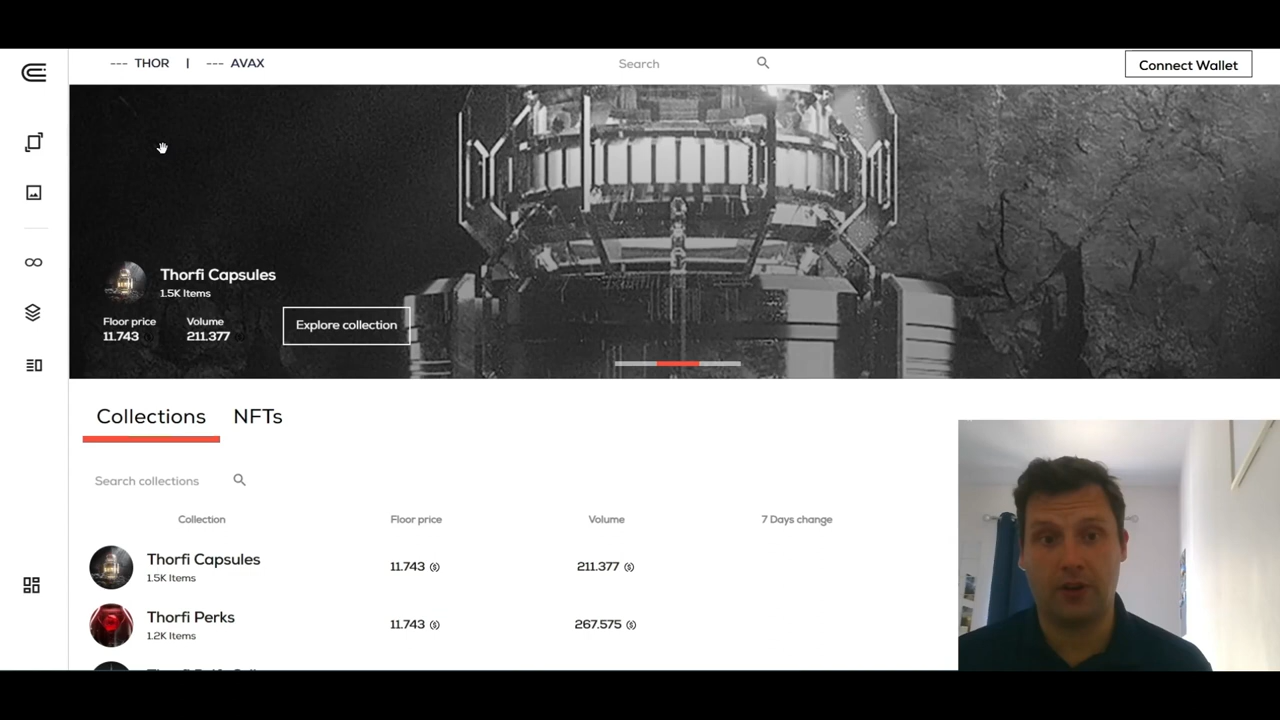 --- THOR | --- AVAX
Search
Connect Wallet
Thorfi Capsules
1.5K Items
Floor price Volume
11.743 211.377
Explore collection
Collections NFTs
Search collections
Collection Floor price Volume 7 Days change
Thorfi Capsules
1.5K Items
11.743 211.377
Thorfi Perks
1.2K Items
11.743 267.575